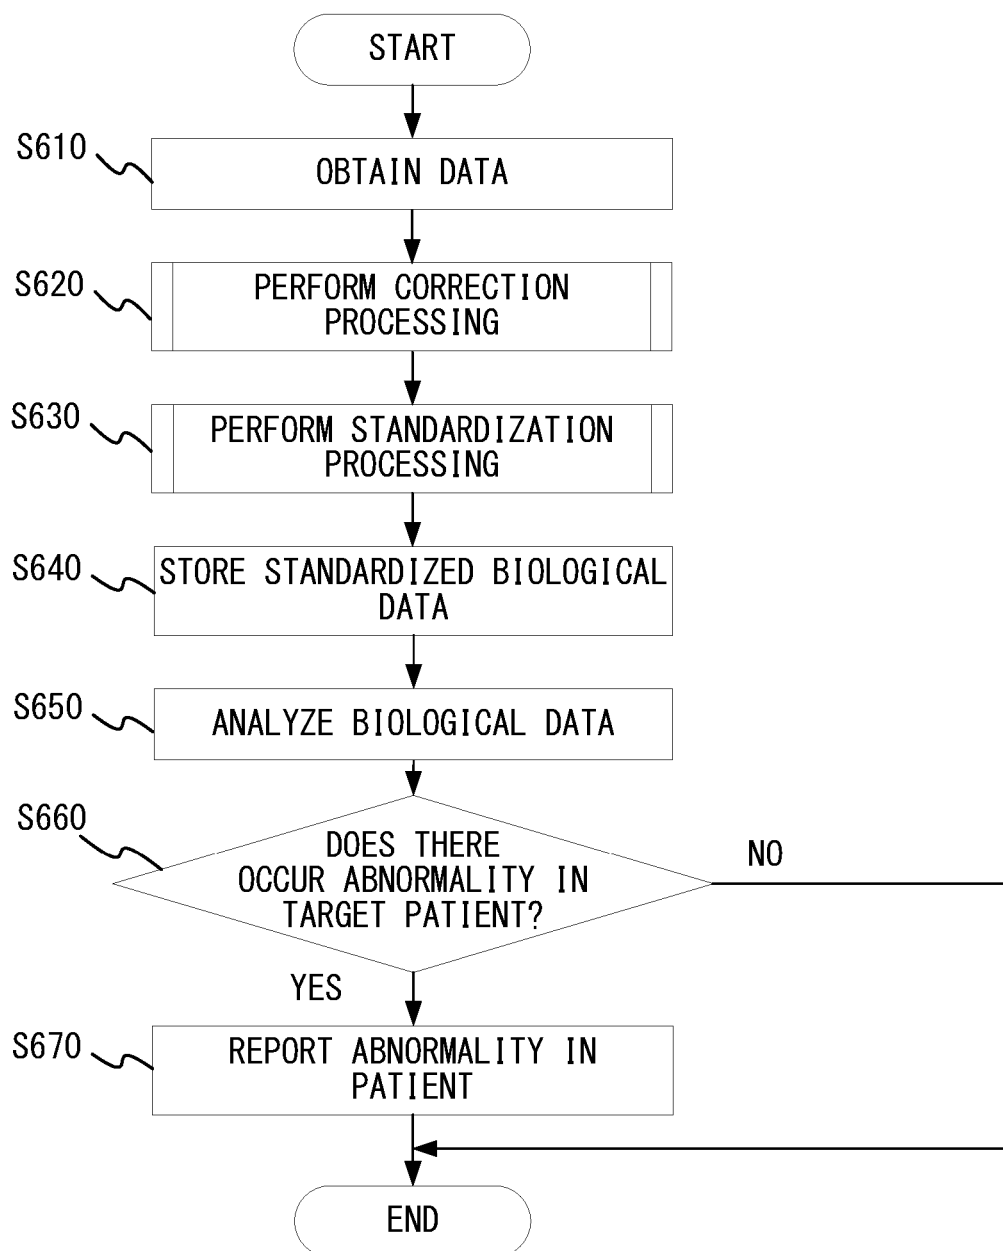 START
S610
OBTAIN DATA
S620
PERFORM CORRECTION
PROCESSING
S630
PERFORM STANDARDIZATION
PROCESSING
S640
STORE STANDARDIZED BIOLOGICAL
DATA
S650
ANALYZE BIOLOGICAL DATA
S660
DOES THERE
OCCUR ABNORMALITY IN
TARGET PATIENT?
NO
YES
S670
REPORT ABNORMALITY IN
PATIENT
END